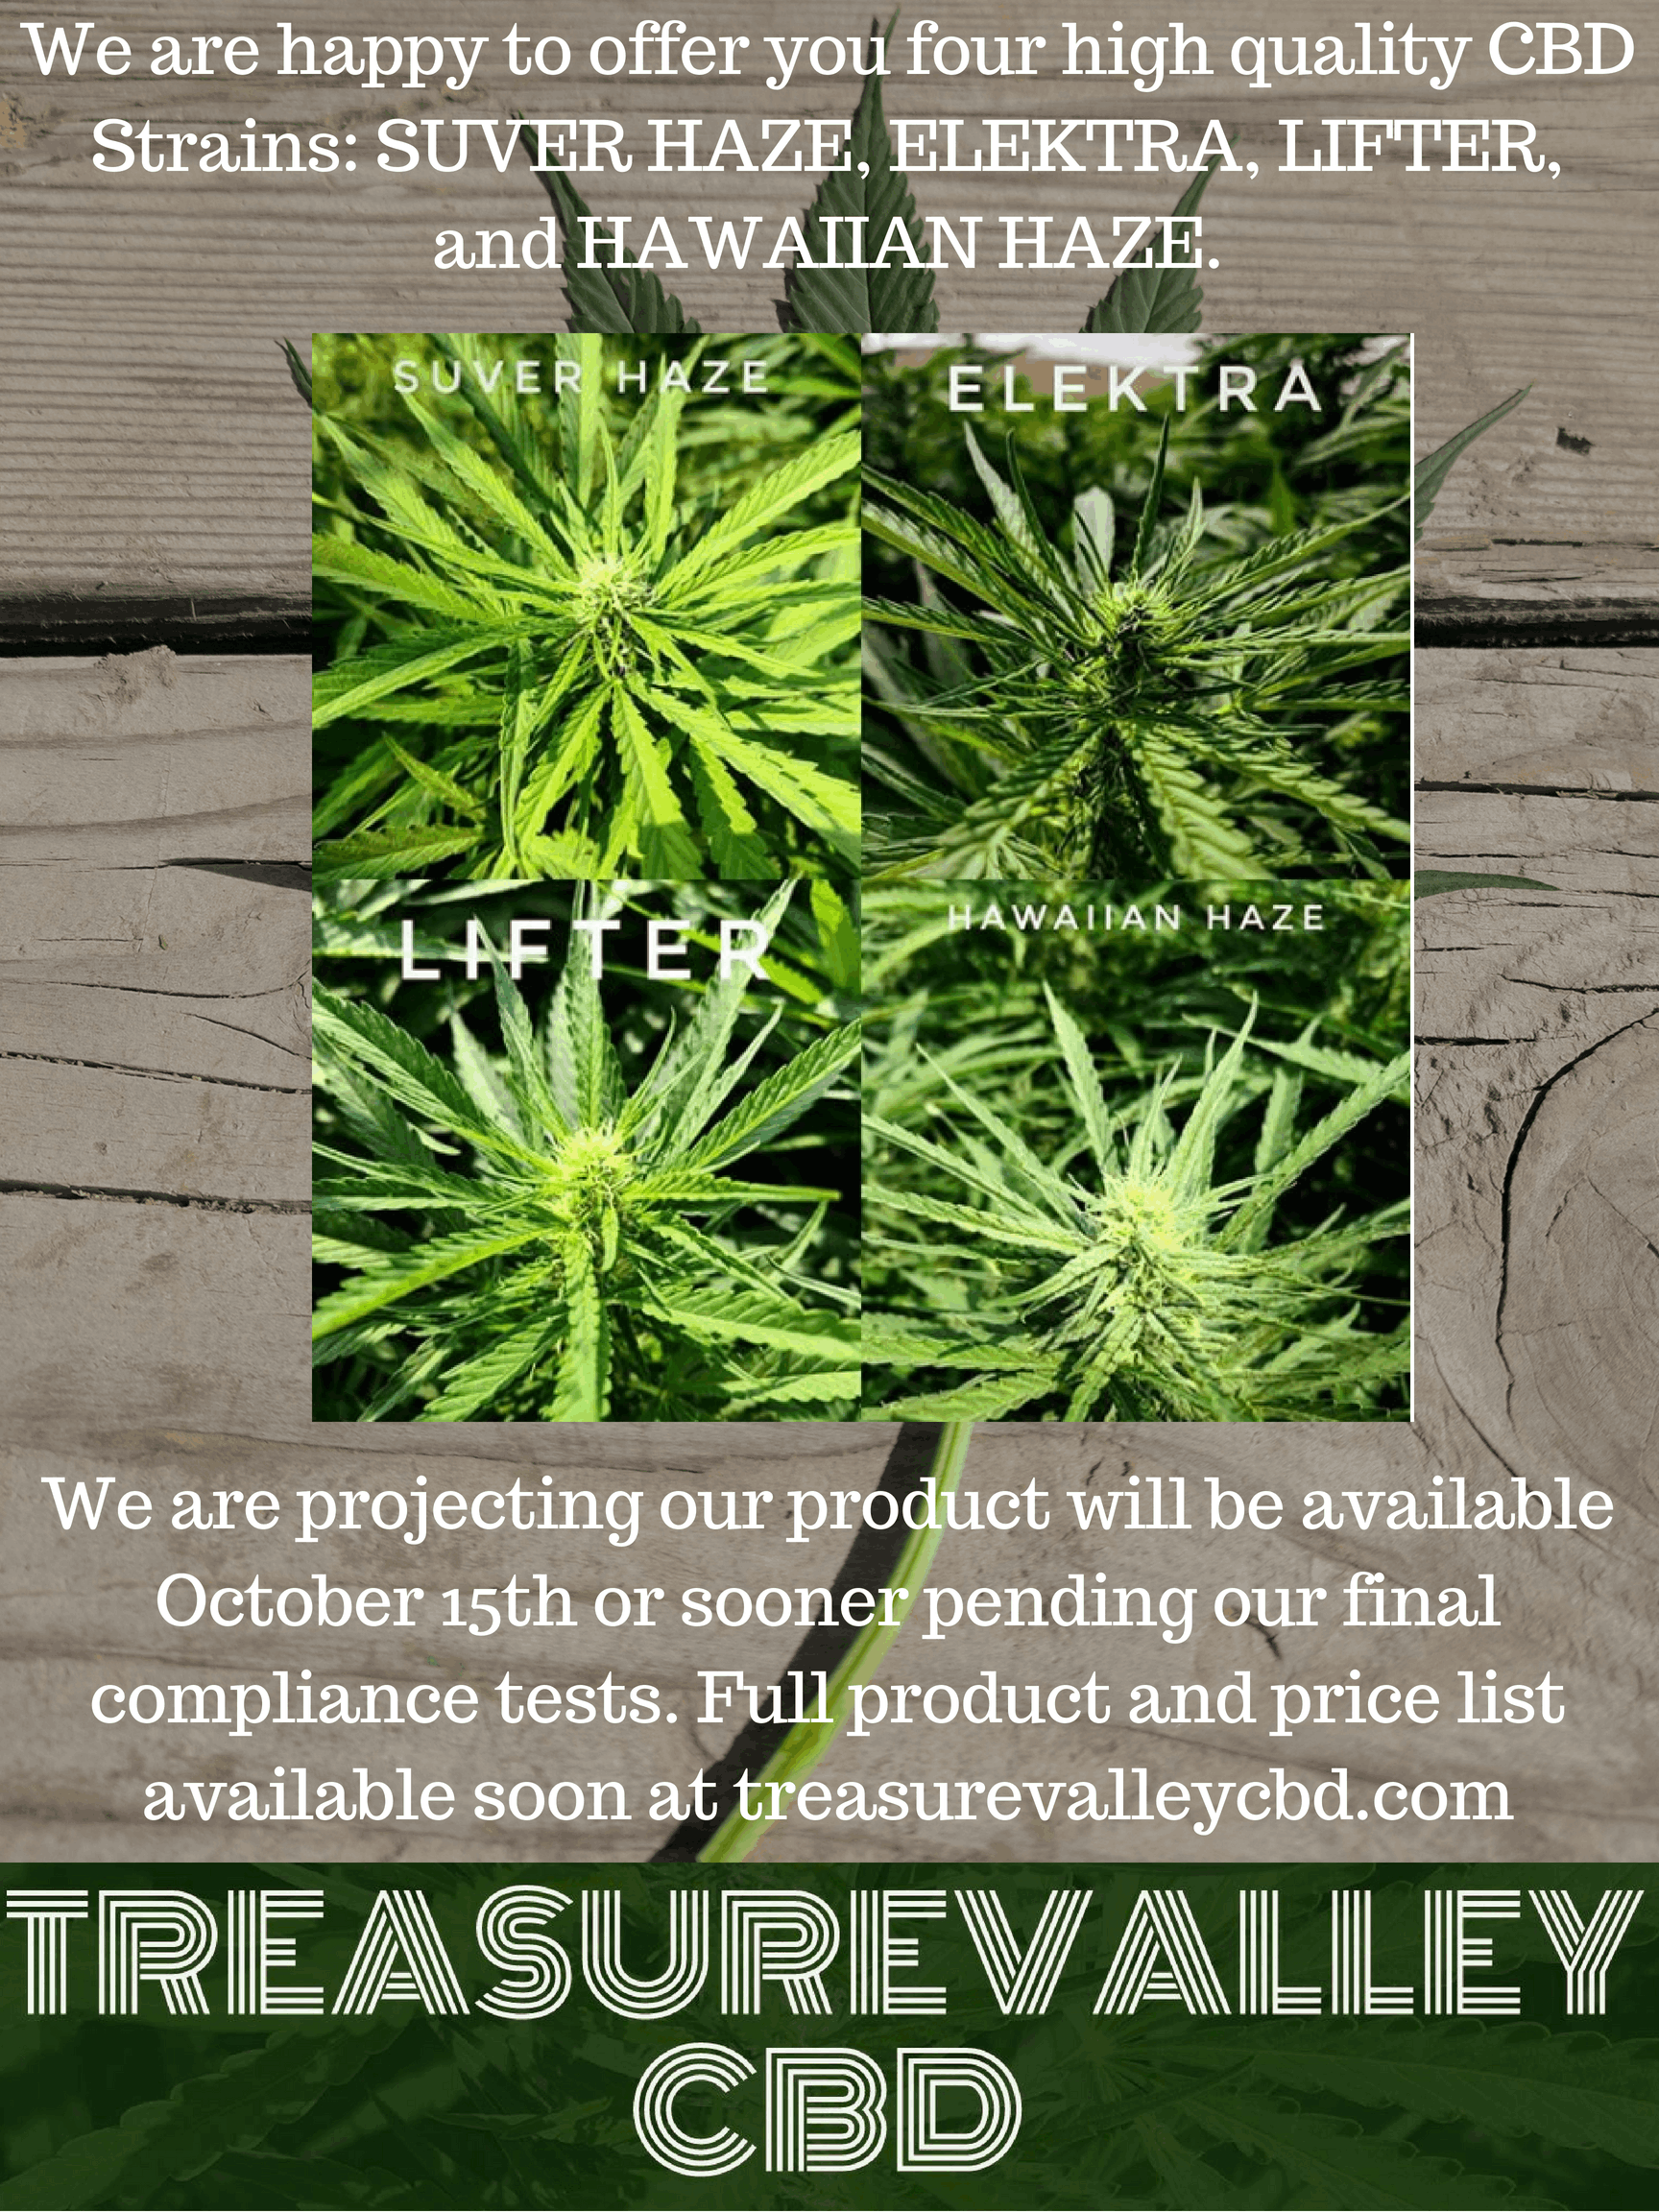 We are happy to offer you four high quality CBD
Strains: SUVER HAZE, ELEKTRA, LIFTER,
and HAWAIIAN HAZE.
SUVER HAZE
ELEKTRA
LIFTER
HAWAIIAN HAZE
We are projecting our product will be available
October 15th or sooner pending our final
compliance tests. Full product and price list
available soon at treasurevalleycbd.com
TREASUREVALLEY
CBD